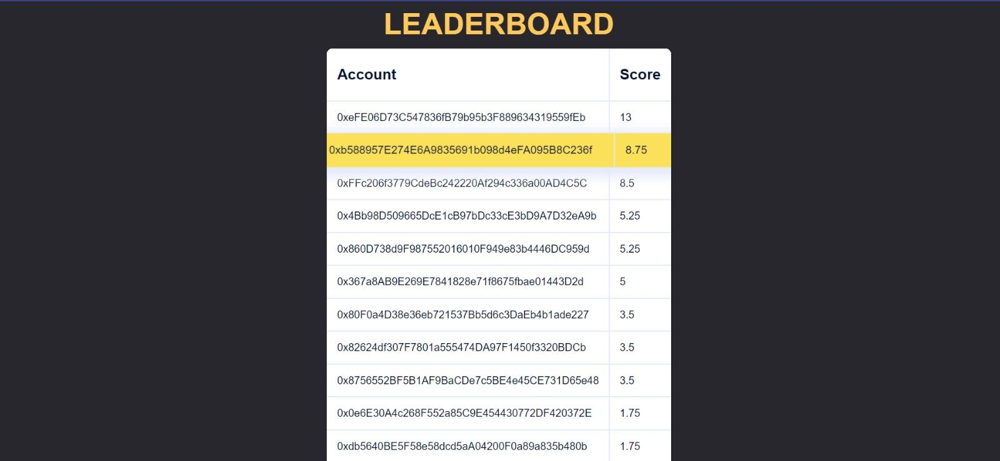 LEADERBOARD
Account Score
0xeFE06D73C547836fB79b95b3F889634319559fEb 13
0xb588957E274E6A9835691b098d4eFA095B8C236f 8.75
0xFFc206f3779CdeBc242220Af294c336a00AD4C5C 8.5
0x4Bb98D509665DcE1cB97bDc33cE3bD9A7D32eA9b 5.25
0x860D738d9F987552016010F949e83b4446DC959d 5.25
0x367a8AB9E269E7841828e71f8675fbae01443D2d 5
0x80F0a4D38e36eb721537Bb5d6c3DaEb4b1ade227 3.5
0x82624df307F7801a555474DA97F1450f3320BDCb 3.5
0x8756552BF5B1AF9BaCDe7c5BE4e45CE731D65e48 3.5
0x0e6E30A4c268F552a85C9E454430772DF420372E 1.75
0xdb5640BE5F58e58dcd5aA04200F0a89a835b480b 1.75